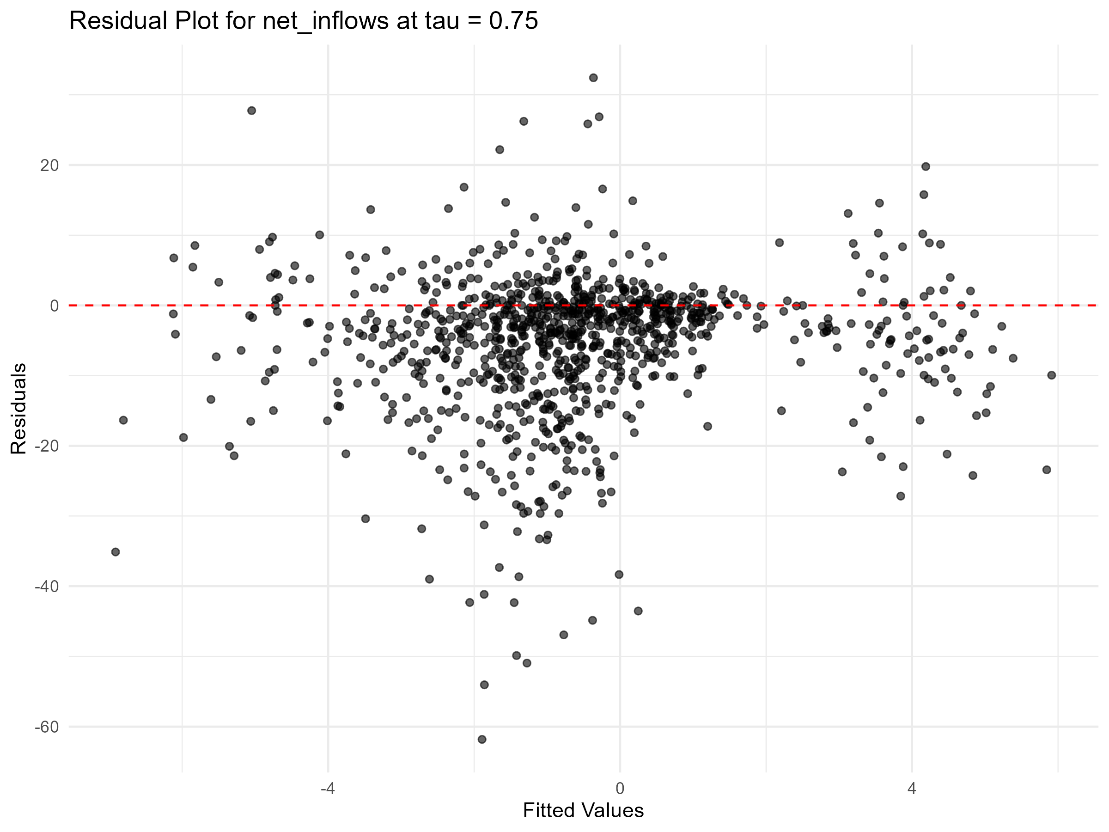 Residual Plot for net_inflows at tau = 0.75
20
0
-20
-40
-60
Residuals
-4
0
4
Fitted Values